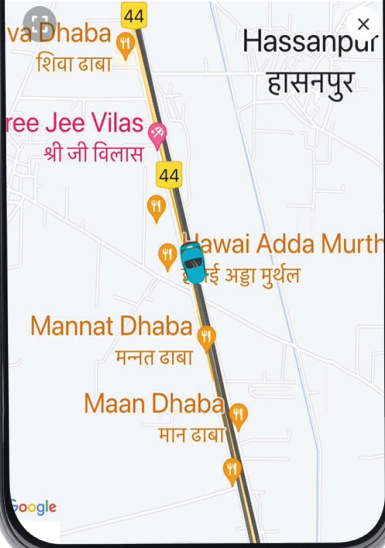 44
iva Dhaba
शिवा ढाबा
Hassanpur
हासनपुर
ree Jee Vilas
श्री जी विलास
44
Hawai Adda Murth
अड्डा मुर्थल
Mannat Dhaba
मन्नत ढाबा
Maan Dhaba
मान ढाबा
Google